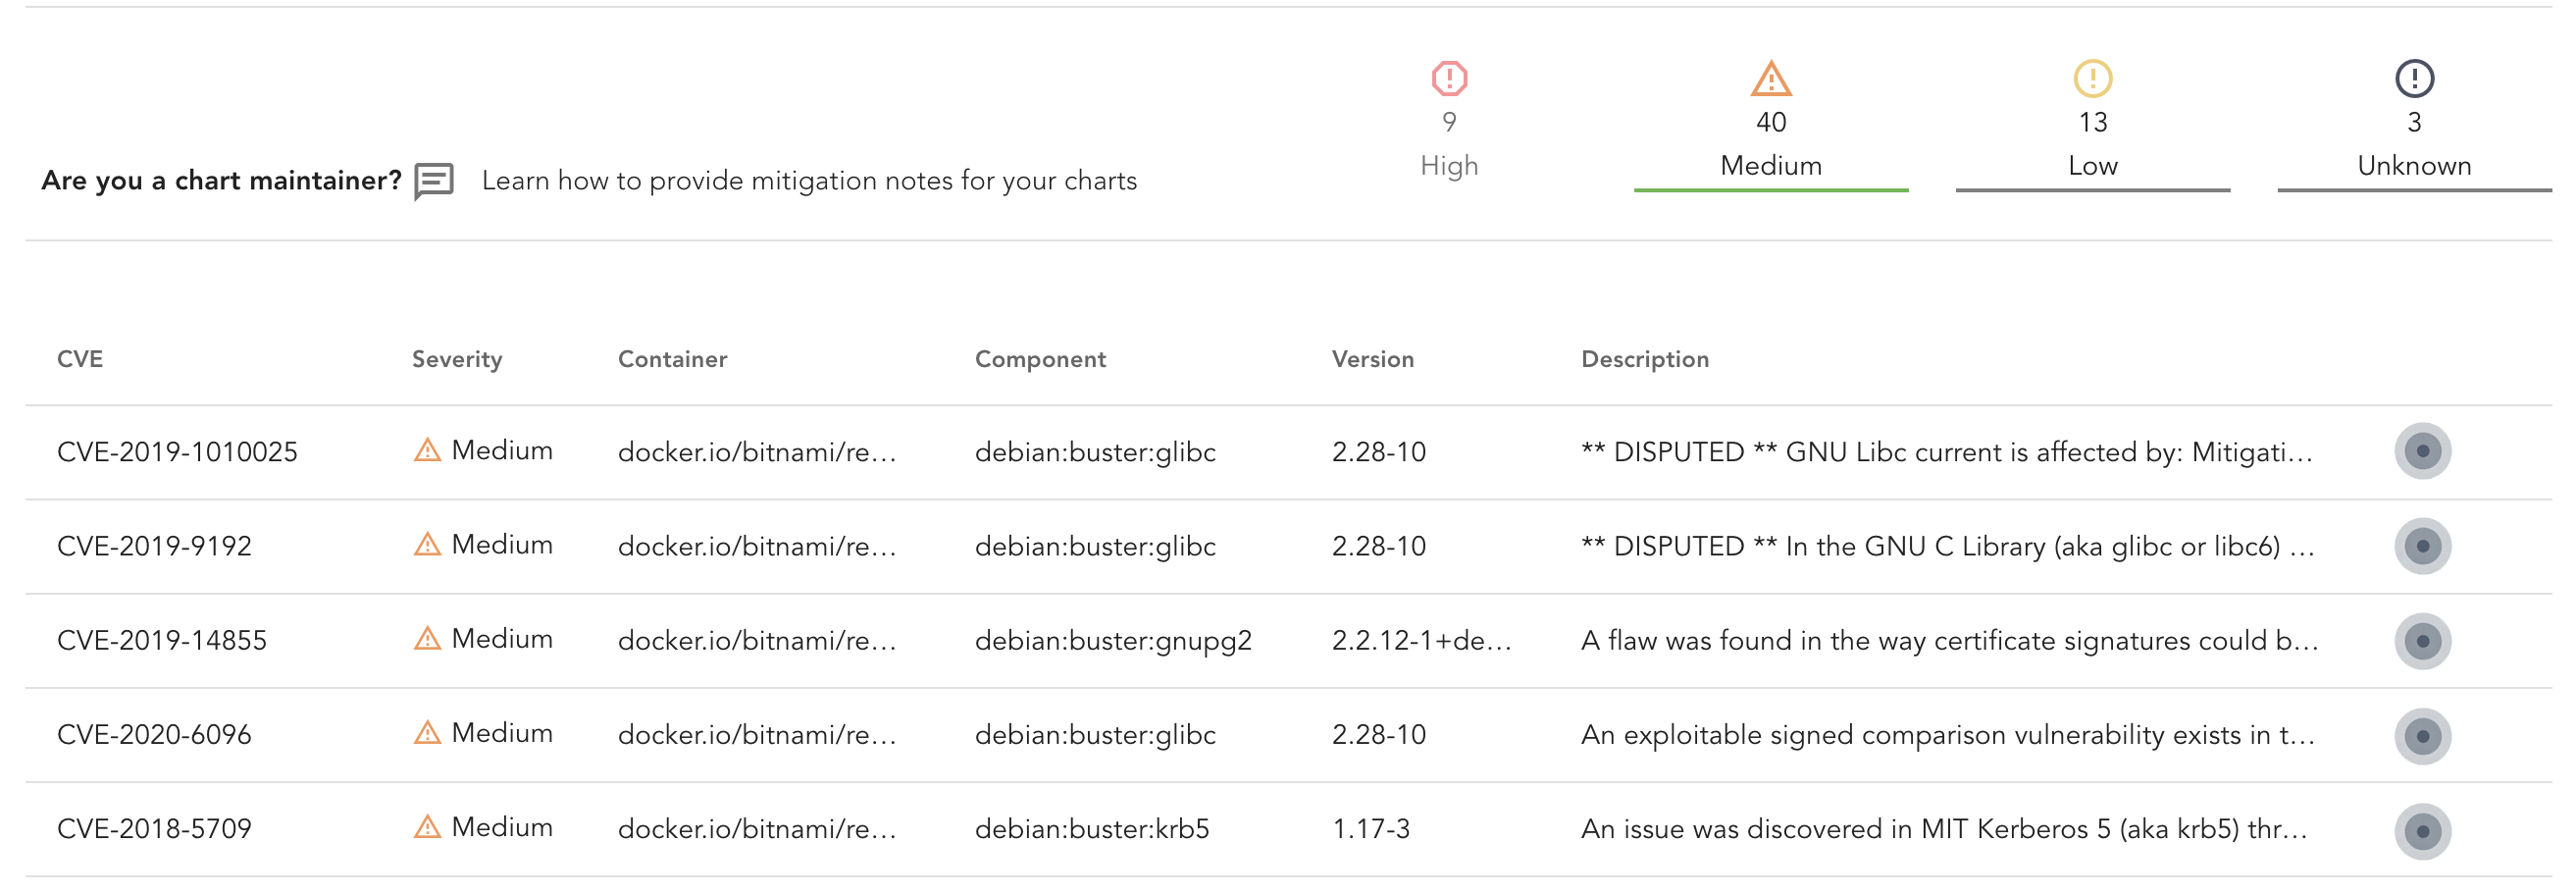 9 40 13 3
High Medium Low Unknown
Are you a chart maintainer? Learn how to provide mitigation notes for your charts
CVE Severity Container Component Version Description
CVE-2019-1010025 Medium docker.io/bitnami/re... debian:buster:glibc 2.28-10 ** DISPUTED ** GNU Libc current is affected by: Mitigati...
CVE-2019-9192 Medium docker.io/bitnami/re... debian:buster:glibc 2.28-10 ** DISPUTED ** In the GNU C Library (aka glibc or libc6) ...
CVE-2019-14855 Medium docker.io/bitnami/re... debian:buster:gnupg2 2.2.12-1+de... A flaw was found in the way certificate signatures could b...
CVE-2020-6096 Medium docker.io/bitnami/re... debian:buster:glibc 2.28-10 An exploitable signed comparison vulnerability exists in t...
CVE-2018-5709 Medium docker.io/bitnami/re... debian:buster:krb5 1.17-3 An issue was discovered in MIT Kerberos 5 (aka krb5) thr...